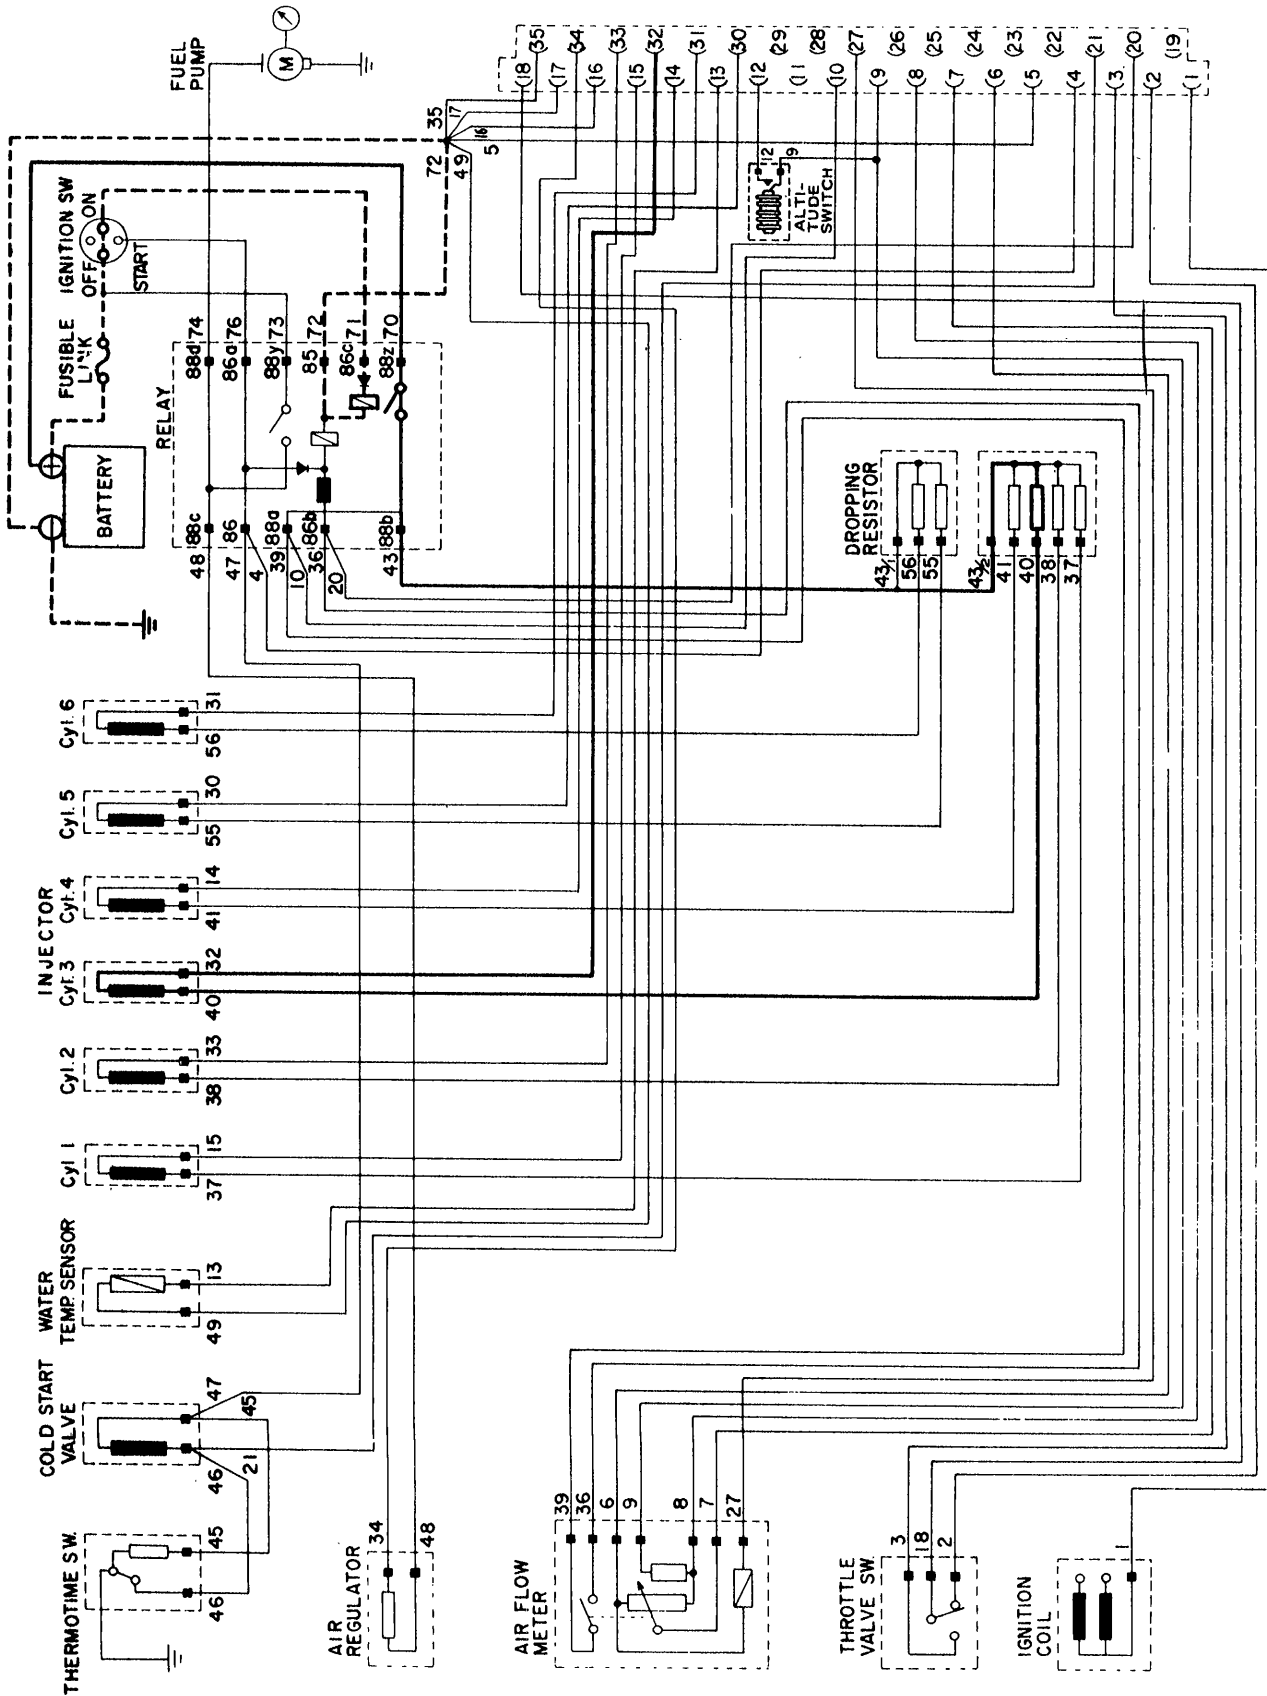 FUEL
PUMP
M
IGNITION SW
OFF
ON
START
FUSIBLE
LINK
BATTERY
RELAY
88d 74
86a 76
88y 73
85 72
86c 71
88z 70
48 88c
47 86
4
39 88a
10
36 86b
20
43 88b
35
17
16
5
72
49
12
9
ALTI-
TUDE
SWITCH
(35
(34
(33
(32
(31
(30
(29
(28
(27
(26
(25
(24
(23
(22
(21
(20
(19
(18
(17
(16
(15
(14
(13
(12
(11
(10
(9
(8
(7
(6
(5
(4
(3
(2
(1
DROPPING
RESISTOR
43/1
56
55
43/2
41
40
38
37
INJECTOR
Cyl. 6
31
56
Cyl. 5
30
55
Cyl. 4
14
41
Cyl. 3
32
40
Cyl. 2
33
38
Cyl 1
15
37
WATER
TEMP. SENSOR
13
49
COLD START
VALVE
47
45
46
21
THERMOTIME SW.
45
46
AIR
REGULATOR
34
48
AIR FLOW
METER
39
36
6
9
8
7
27
THROTTLE
VALVE SW.
3
18
2
IGNITION
COIL
1